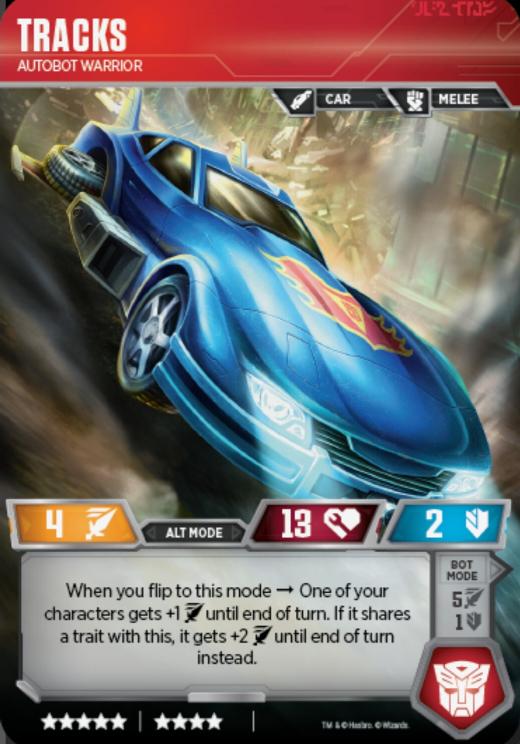 TRACKS
AUTOBOT WARRIOR
CAR
MELEE
4
ALT MODE
13
2
BOT
MODE
5
1
When you flip to this mode → One of your
characters gets +1 until end of turn. If it shares
a trait with this, it gets +2 until end of turn
instead.
★★★★★ | ★★★★ |
TM & © Hasbro. © Wizards.